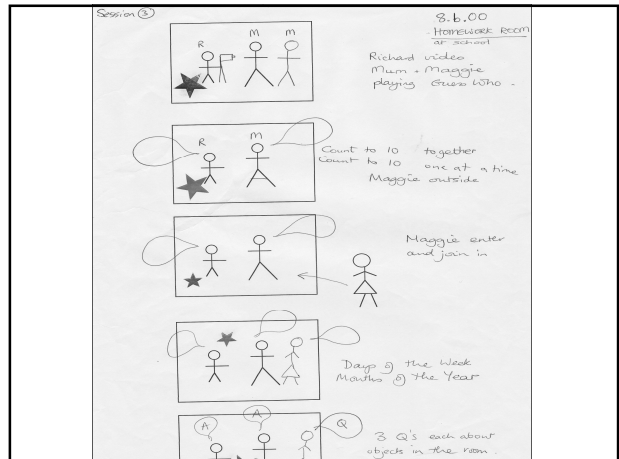 Session ③
8.6.00
HOMEWORK ROOM
at school
R M M
Richard video
Mum + Maggie
playing Guess Who.
R M
Count to 10 together
Count to 10 one at a time
Maggie outside
Maggie enter
and join in
Days of the Week
Months of the Year
A A Q
3 Q's each about
objects in the room.